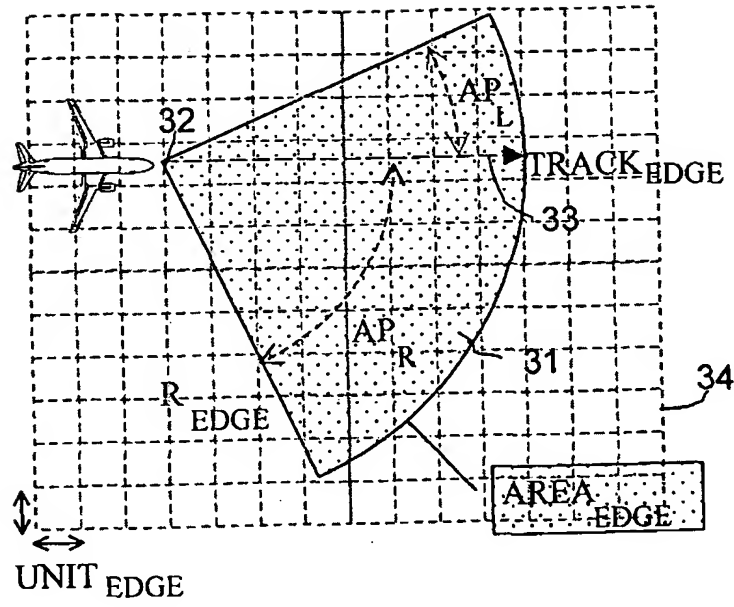 32
AP L
TRACK EDGE
33
AP R
31
R EDGE
34
AREA EDGE
UNIT EDGE